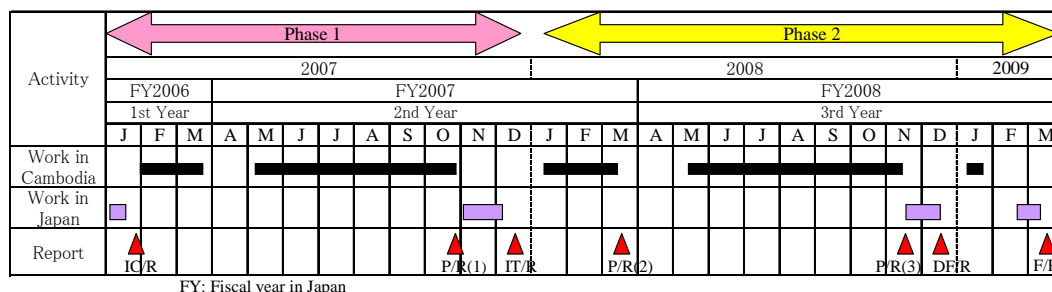 Phase 1 Phase 2
Activity
2007 2008 2009
FY2006 FY2007 FY2008
1st Year 2nd Year 3rd Year
J F M A M J J A S O N D J F M A M J J A S O N D J F M
Work in
Cambodia
Work in
Japan
Report
IC/R P/R(1) IT/R P/R(2) P/R(3) DF/R F/R
FY: Fiscal year in Japan